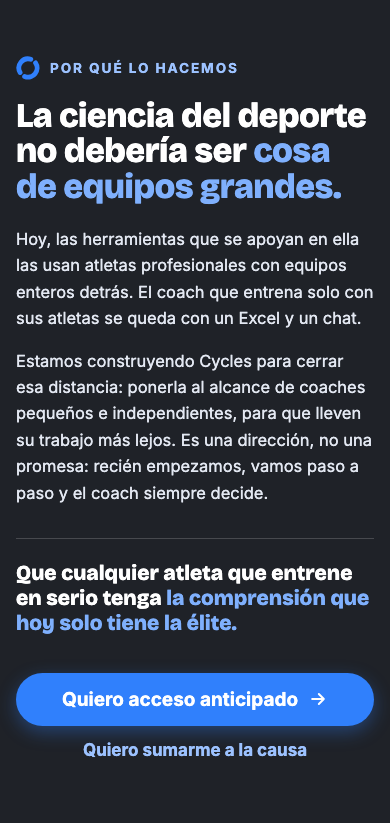 POR QUÉ LO HACEMOS
La ciencia del deporte
no debería ser cosa
de equipos grandes.
Hoy, las herramientas que se apoyan en ella
las usan atletas profesionales con equipos
enteros detrás. El coach que entrena solo con
sus atletas se queda con un Excel y un chat.
Estamos construyendo Cycles para cerrar
esa distancia: ponerla al alcance de coaches
pequeños e independientes, para que lleven
su trabajo más lejos. Es una dirección, no una
promesa: recién empezamos, vamos paso a
paso y el coach siempre decide.
Que cualquier atleta que entrene
en serio tenga la comprensión que
hoy solo tiene la élite.
Quiero acceso anticipado →
Quiero sumarme a la causa